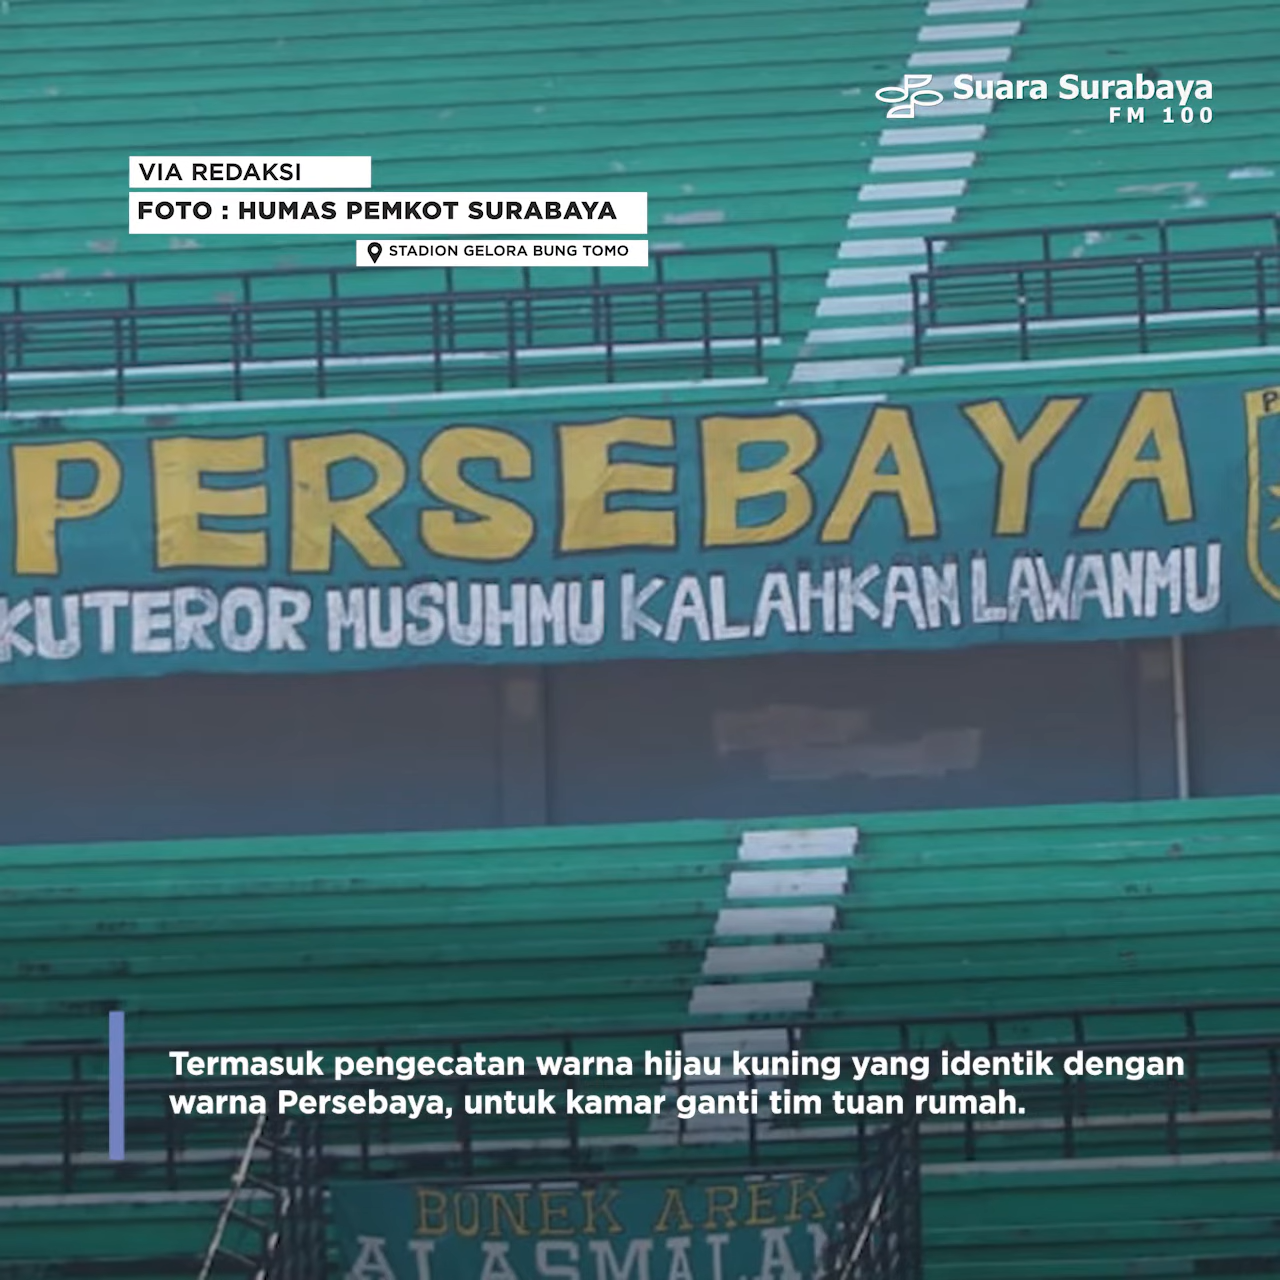 Suara Surabaya
FM 100
VIA REDAKSI
FOTO : HUMAS PEMKOT SURABAYA
STADION GELORA BUNG TOMO
PERSEBAYA
KUTEROR MUSUHMU KALAHKAN LAWANMU
Termasuk pengecatan warna hijau kuning yang identik dengan
warna Persebaya, untuk kamar ganti tim tuan rumah.
BONEK AREK